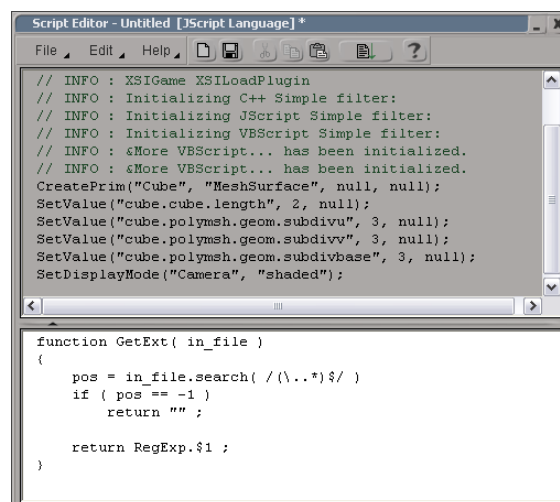 Script Editor - Untitled [JScript Language] *
File Edit Help
// INFO : XSIGame XSILoadPlugin
// INFO : Initializing C++ Simple filter:
// INFO : Initializing JScript Simple filter:
// INFO : Initializing VBScript Simple filter:
// INFO : &More VBScript... has been initialized.
// INFO : &More VBScript... has been initialized.
CreatePrim("Cube", "MeshSurface", null, null);
SetValue("cube.cube.length", 2, null);
SetValue("cube.polymsh.geom.subdivu", 3, null);
SetValue("cube.polymsh.geom.subdivv", 3, null);
SetValue("cube.polymsh.geom.subdivbase", 3, null);
SetDisplayMode("Camera", "shaded");
function GetExt( in_file )
{
pos = in_file.search( /(\..*)$/ )
if ( pos == -1 )
return "" ;
return RegExp.$1 ;
}